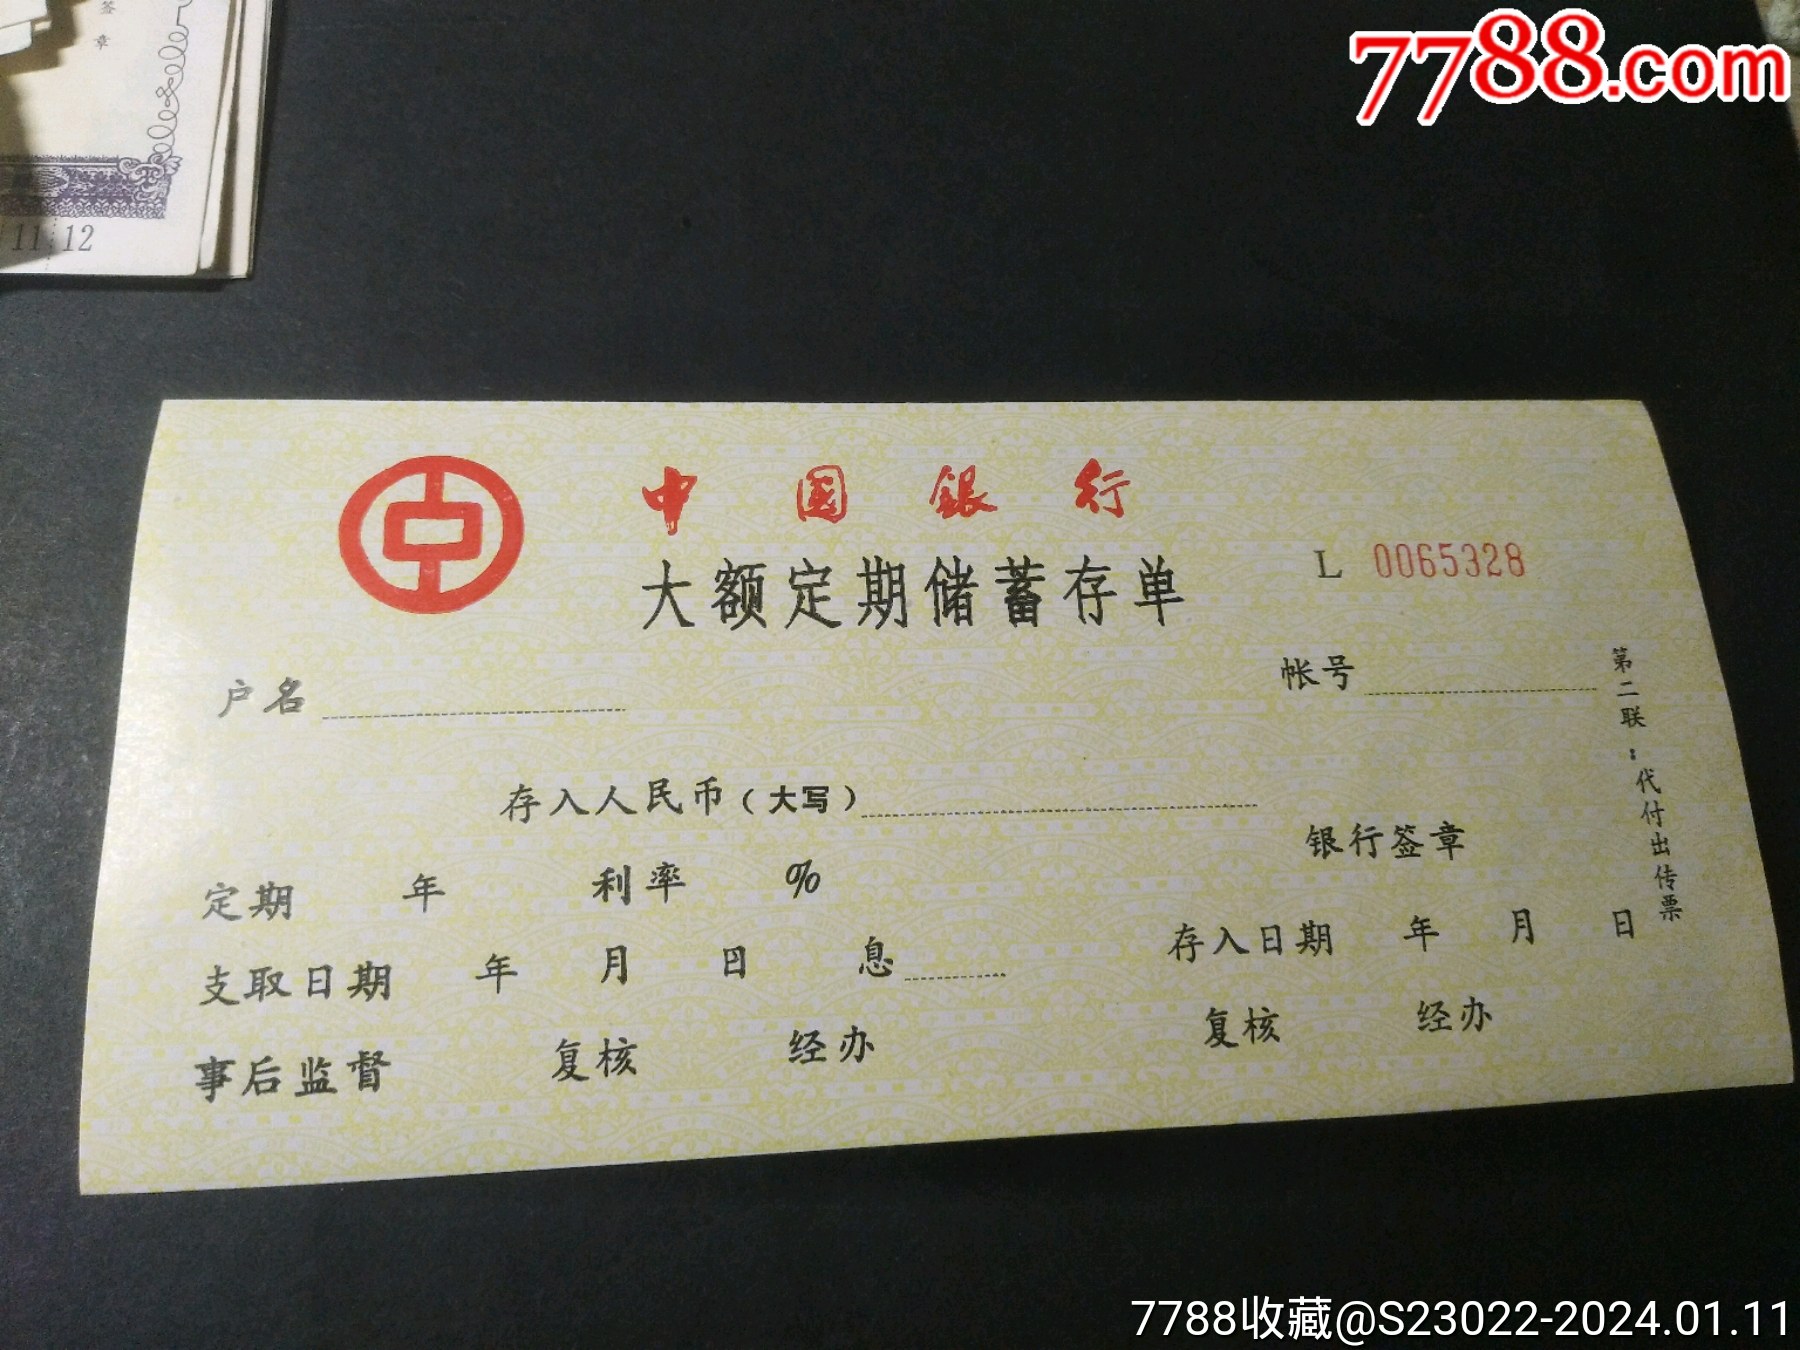 签
章
11 12
7788.com
中国银行
大额定期储蓄存单
L 0065328
户名
帐号
第二联：代付出传票
存入人民币（大写）
银行签章
定期 年 利率 %
支取日期 年 月 日 息
存入日期 年 月 日
事后监督 复核 经办
复核 经办
7788收藏@S23022-2024.01.11